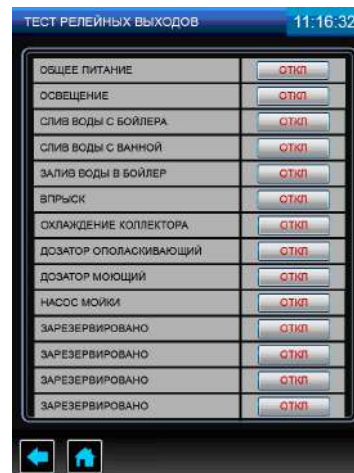 ТЕСТ РЕЛЕЙНЫХ ВЫХОДОВ 11:16:32
ОБЩЕЕ ПИТАНИЕ ОТКЛ
ОСВЕЩЕНИЕ ОТКЛ
СЛИВ ВОДЫ С БОЙЛЕРА ОТКЛ
СЛИВ ВОДЫ С ВАННОЙ ОТКЛ
ЗАЛИВ ВОДЫ В БОЙЛЕР ОТКЛ
ВПРЫСК ОТКЛ
ОХЛАЖДЕНИЕ КОЛЛЕКТОРА ОТКЛ
ДОЗАТОР ОПОЛАСКИВАЮЩИЙ ОТКЛ
ДОЗАТОР МОЮЩИЙ ОТКЛ
НАСОС МОЙКИ ОТКЛ
ЗАРЕЗЕРВИРОВАНО ОТКЛ
ЗАРЕЗЕРВИРОВАНО ОТКЛ
ЗАРЕЗЕРВИРОВАНО ОТКЛ
ЗАРЕЗЕРВИРОВАНО ОТКЛ